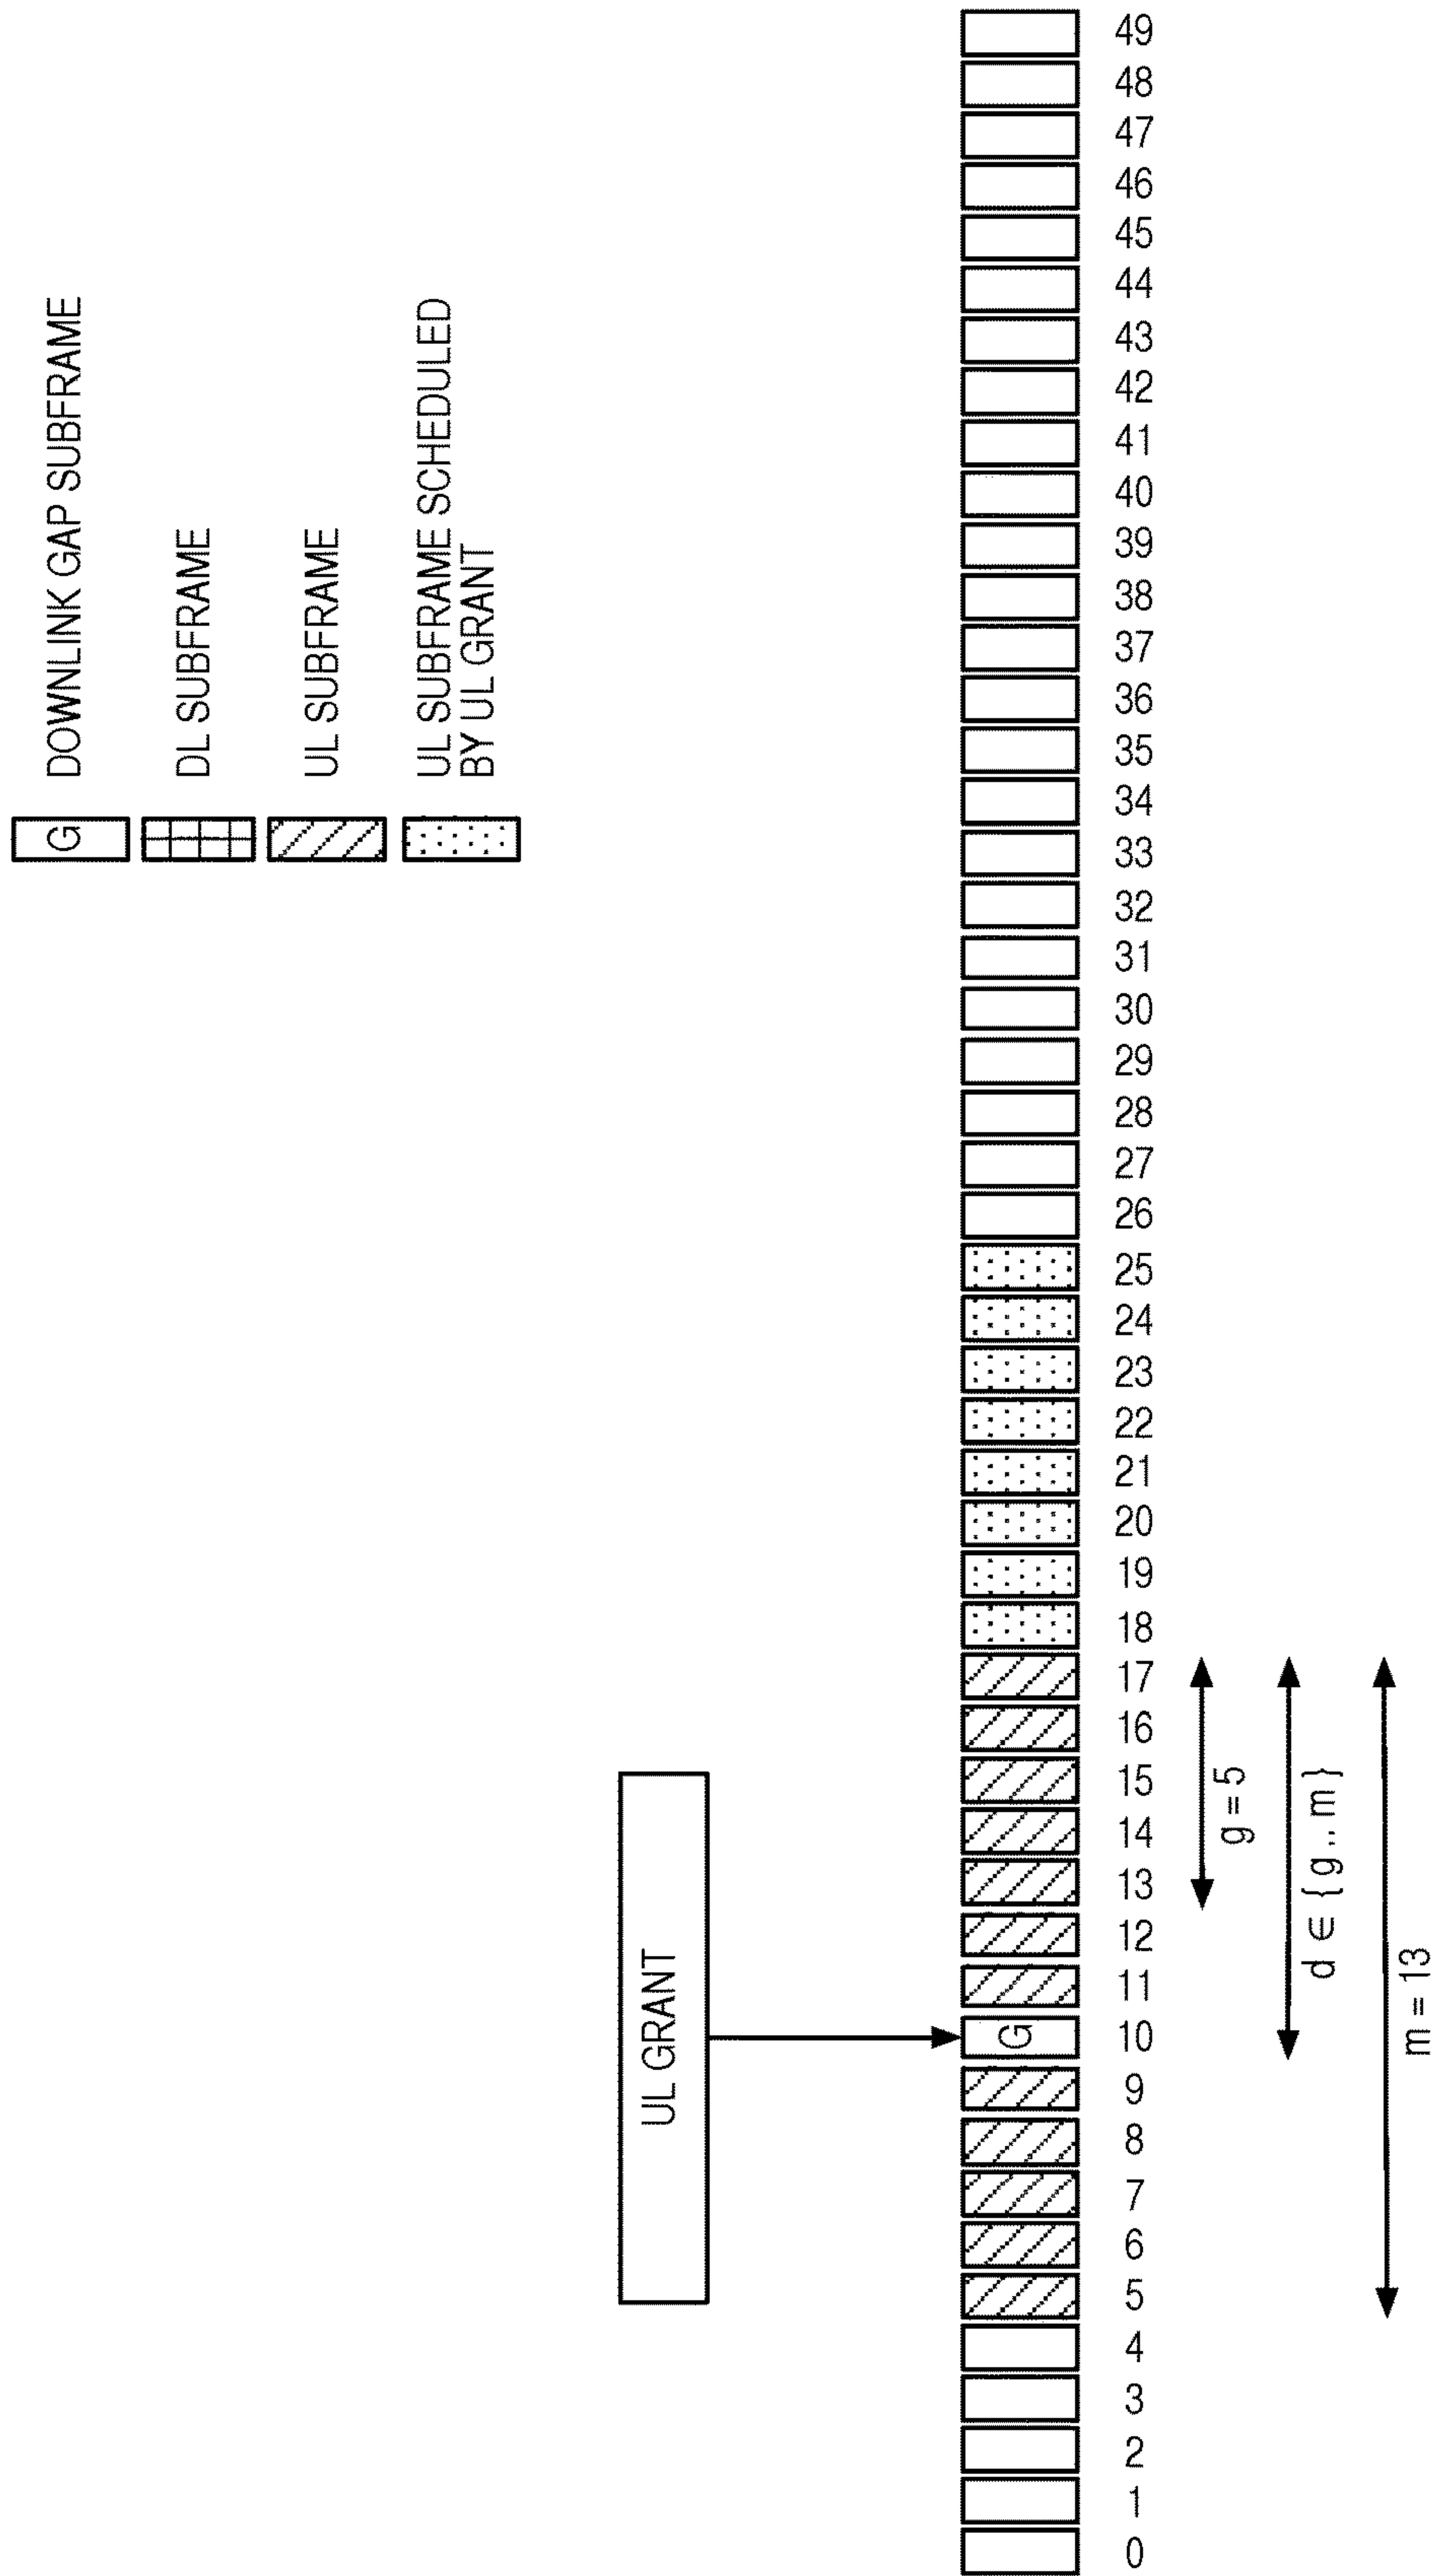 G DOWNLINK GAP SUBFRAME
DL SUBFRAME
UL SUBFRAME
UL SUBFRAME SCHEDULED
BY UL GRANT
UL GRANT
G
0 1 2 3 4 5 6 7 8 9 10 11 12 13 14 15 16 17 18 19 20 21 22 23 24 25 26 27 28 29 30 31 32 33 34 35 36 37 38 39 40 41 42 43 44 45 46 47 48 49
g = 5
d ∈ { g .. m }
m = 13